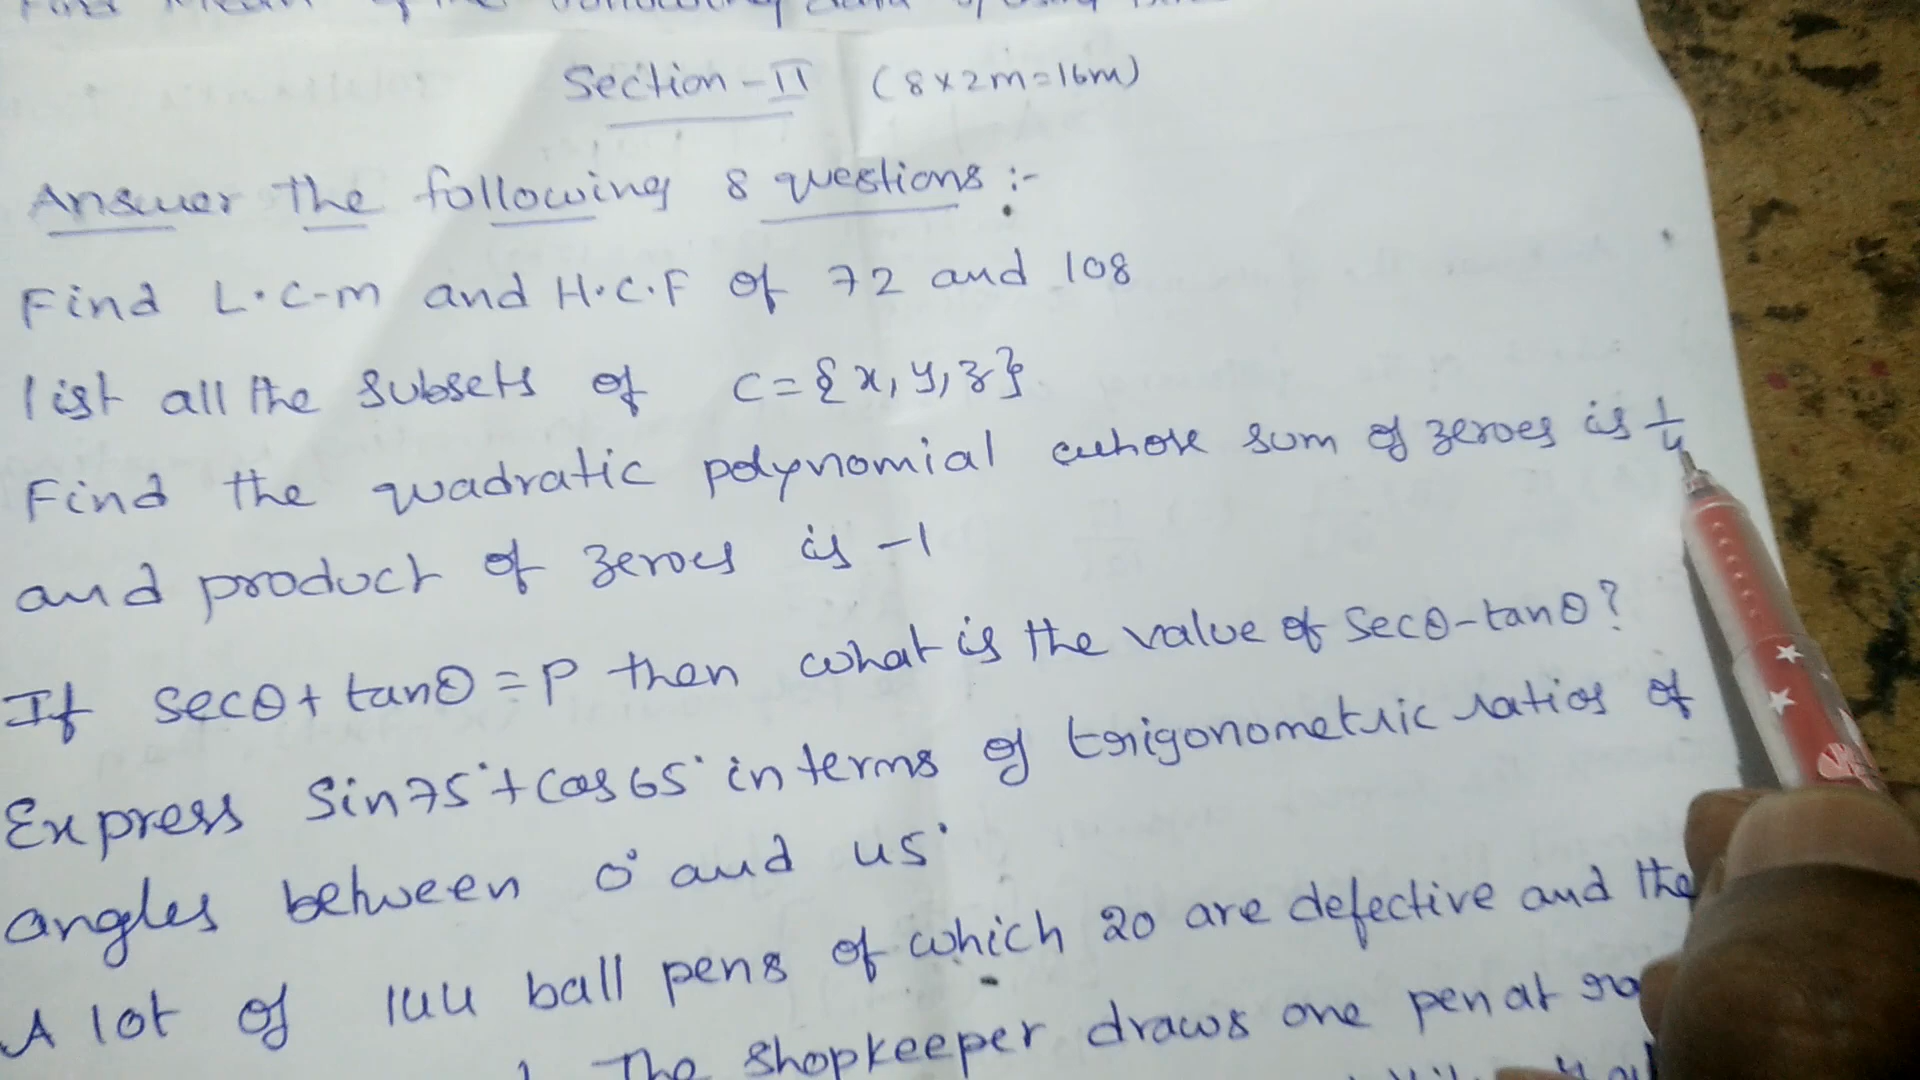 Section-II (8×2m=16m)
Answer the following 8 questions:-
Find L.C.M and H.C.F of 72 and 108
list all the subsets of C={x,y,z}
Find the quadratic polynomial whose sum of zeroes is 1/4
and product of zeroes is -1
If secθ+tanθ=P then what is the value of Secθ-tanθ?
Express Sin75°+Cos65° in terms of trigonometric ratios of
angles between 0° and 45°
A lot of 144 ball pens of which 20 are defective and the
The shopkeeper draws one pen at